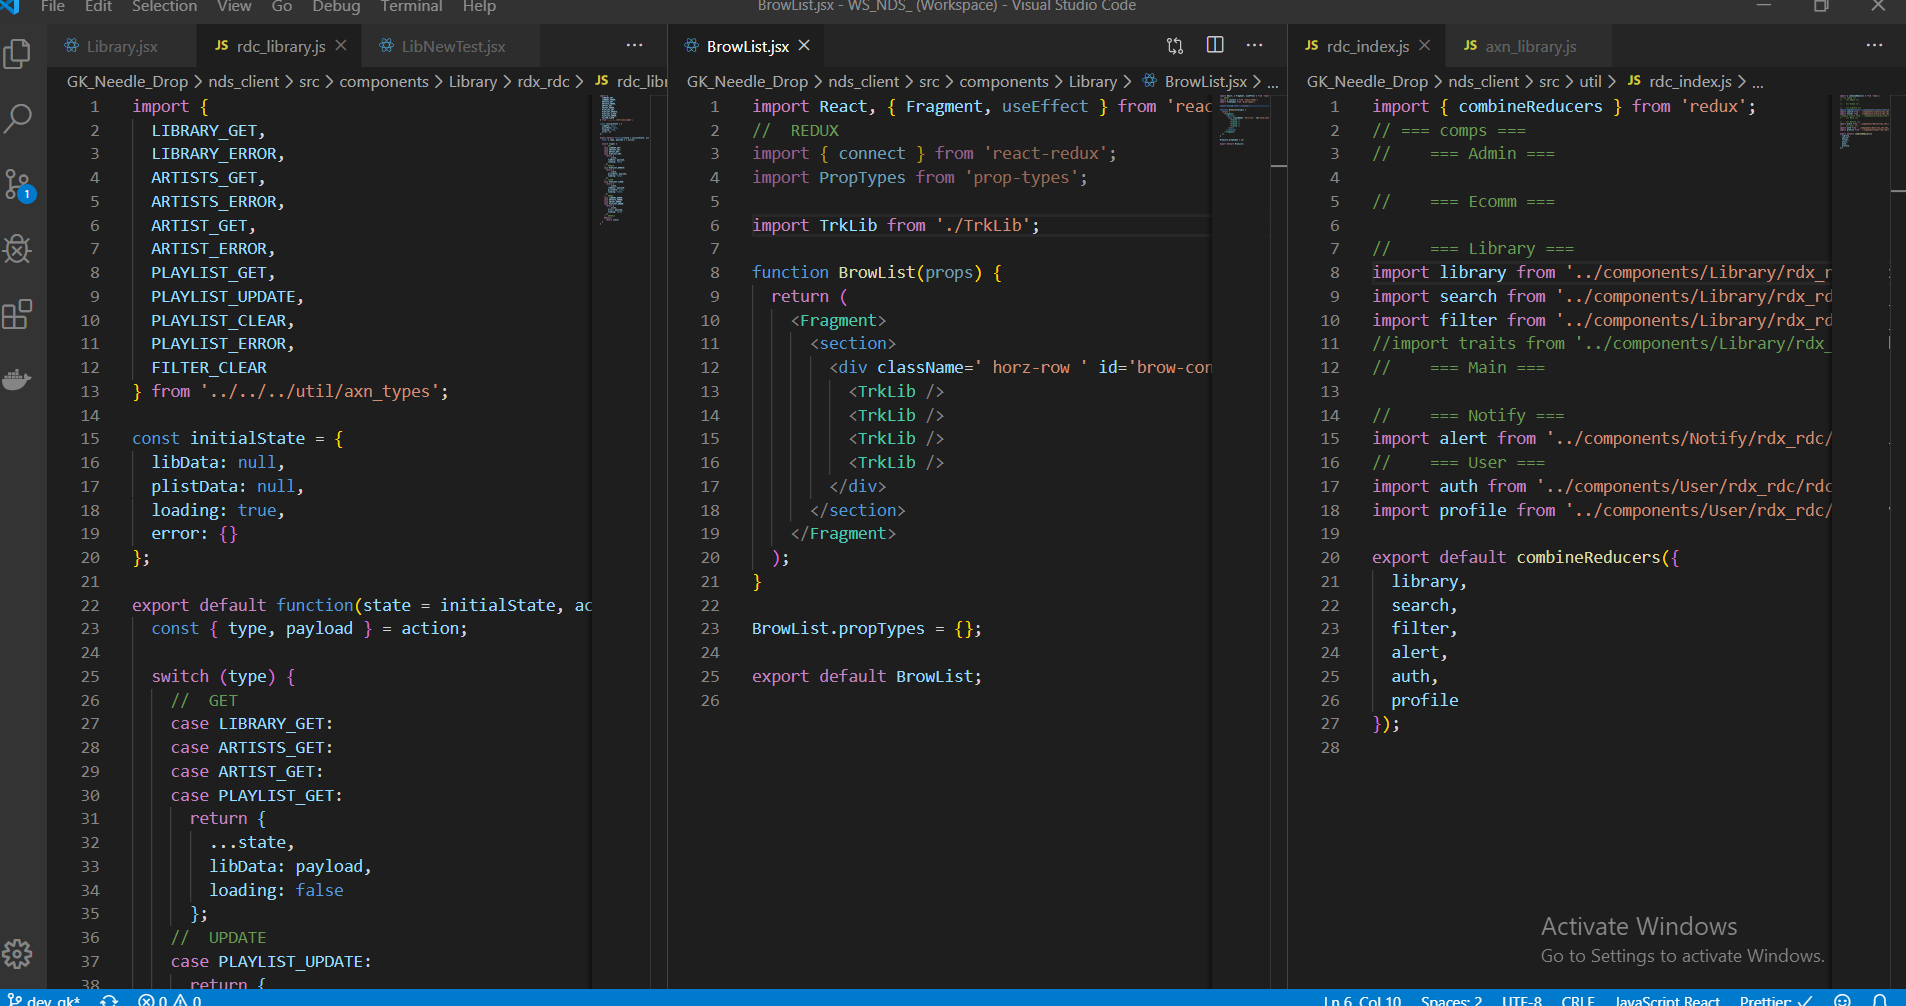 File Edit Selection View Go Debug Terminal Help BrowList.jsx - WS_NDS_ (Workspace) - Visual Studio Code
Library.jsx JS rdc_library.js LibNewTest.jsx ...
GK_Needle_Drop > nds_client > src > components > Library > rdx_rdc > JS rdc_libr
1 import {
2 LIBRARY_GET,
3 LIBRARY_ERROR,
4 ARTISTS_GET,
5 ARTISTS_ERROR,
6 ARTIST_GET,
7 ARTIST_ERROR,
8 PLAYLIST_GET,
9 PLAYLIST_UPDATE,
10 PLAYLIST_CLEAR,
11 PLAYLIST_ERROR,
12 FILTER_CLEAR
13 } from '../../../util/axn_types';
14
15 const initialState = {
16 libData: null,
17 plistData: null,
18 loading: true,
19 error: {}
20 };
21
22 export default function(state = initialState, ac
23 const { type, payload } = action;
24
25 switch (type) {
26 // GET
27 case LIBRARY_GET:
28 case ARTISTS_GET:
29 case ARTIST_GET:
30 case PLAYLIST_GET:
31 return {
32 ...state,
33 libData: payload,
34 loading: false
35 };
36 // UPDATE
37 case PLAYLIST_UPDATE:
38 return {
BrowList.jsx ...
GK_Needle_Drop > nds_client > src > components > Library > BrowList.jsx > ...
1 import React, { Fragment, useEffect } from 'reac
2 // REDUX
3 import { connect } from 'react-redux';
4 import PropTypes from 'prop-types';
5
6 import TrkLib from './TrkLib';
7
8 function BrowList(props) {
9 return (
10 <Fragment>
11 <section>
12 <div className=' horz-row ' id='brow-con
13 <TrkLib />
14 <TrkLib />
15 <TrkLib />
16 <TrkLib />
17 </div>
18 </section>
19 </Fragment>
20 );
21 }
22
23 BrowList.propTypes = {};
24
25 export default BrowList;
26
JS rdc_index.js JS axn_library.js ...
GK_Needle_Drop > nds_client > src > util > JS rdc_index.js > ...
1 import { combineReducers } from 'redux';
2 // === comps ===
3 // === Admin ===
4
5 // === Ecomm ===
6
7 // === Library ===
8 import library from '../components/Library/rdx_r
9 import search from '../components/Library/rdx_rd
10 import filter from '../components/Library/rdx_rd
11 //import traits from '../components/Library/rdx_
12 // === Main ===
13
14 // === Notify ===
15 import alert from '../components/Notify/rdx_rdc/
16 // === User ===
17 import auth from '../components/User/rdx_rdc/rdc
18 import profile from '../components/User/rdx_rdc/
19
20 export default combineReducers({
21 library,
22 search,
23 filter,
24 alert,
25 auth,
26 profile
27 });
28
1
Activate Windows
Go to Settings to activate Windows.
dev_gk* 0 0 Ln 6, Col 10 Spaces: 2 UTF-8 CRLF JavaScript React Prettier: ✓